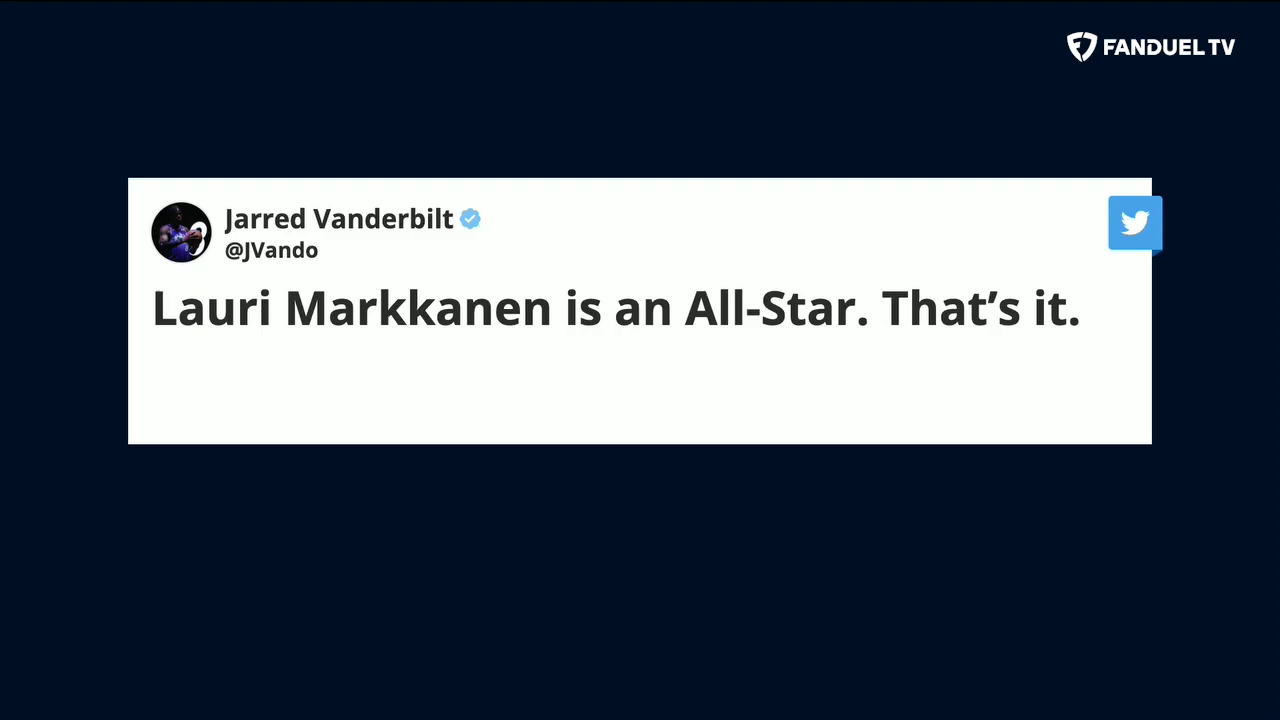 FANDUEL TV
Jarred Vanderbilt
@JVando
Lauri Markkanen is an All-Star. That’s it.